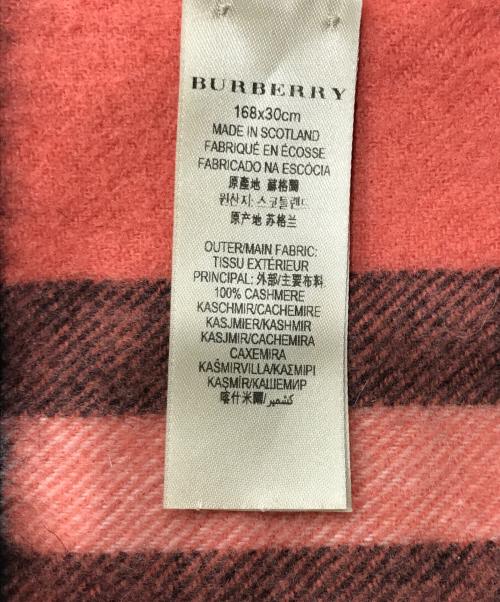 BURBERRY
168x30cm
MADE IN SCOTLAND
FABRIQUÉ EN ÉCOSSE
FABRICADO NA ESCÓCIA
原產地 蘇格蘭
원산지: 스코틀랜드
原产地 苏格兰
OUTER/MAIN FABRIC:
TISSU EXTÉRIEUR
PRINCIPAL: 外部/主要布料
100% CASHMERE
KASCHMIR/CACHEMIRE
KASJMIER/KASHMIR
KASJMIR/CACHEMIRA
CAXEMIRA
KAŠMIRVILLA/ΚΑΣΜΙΡΙ
KAŞMİR/КАШЕМИР
喀什米爾/كشمير